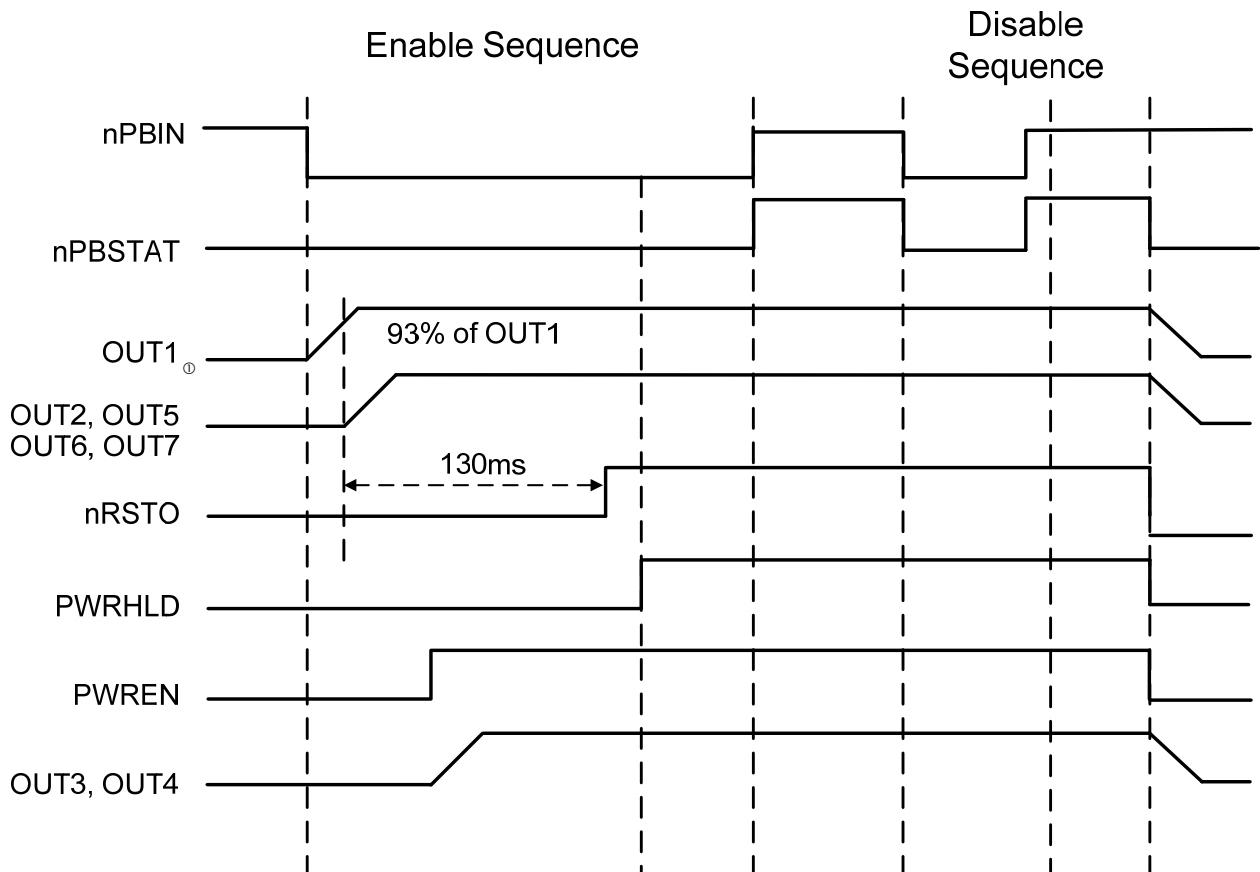 Enable Sequence
Disable
Sequence
nPBIN
nPBSTAT
93% of OUT1
OUT1 ①
OUT2, OUT5
OUT6, OUT7
130ms
nRSTO
PWRHLD
PWREN
OUT3, OUT4